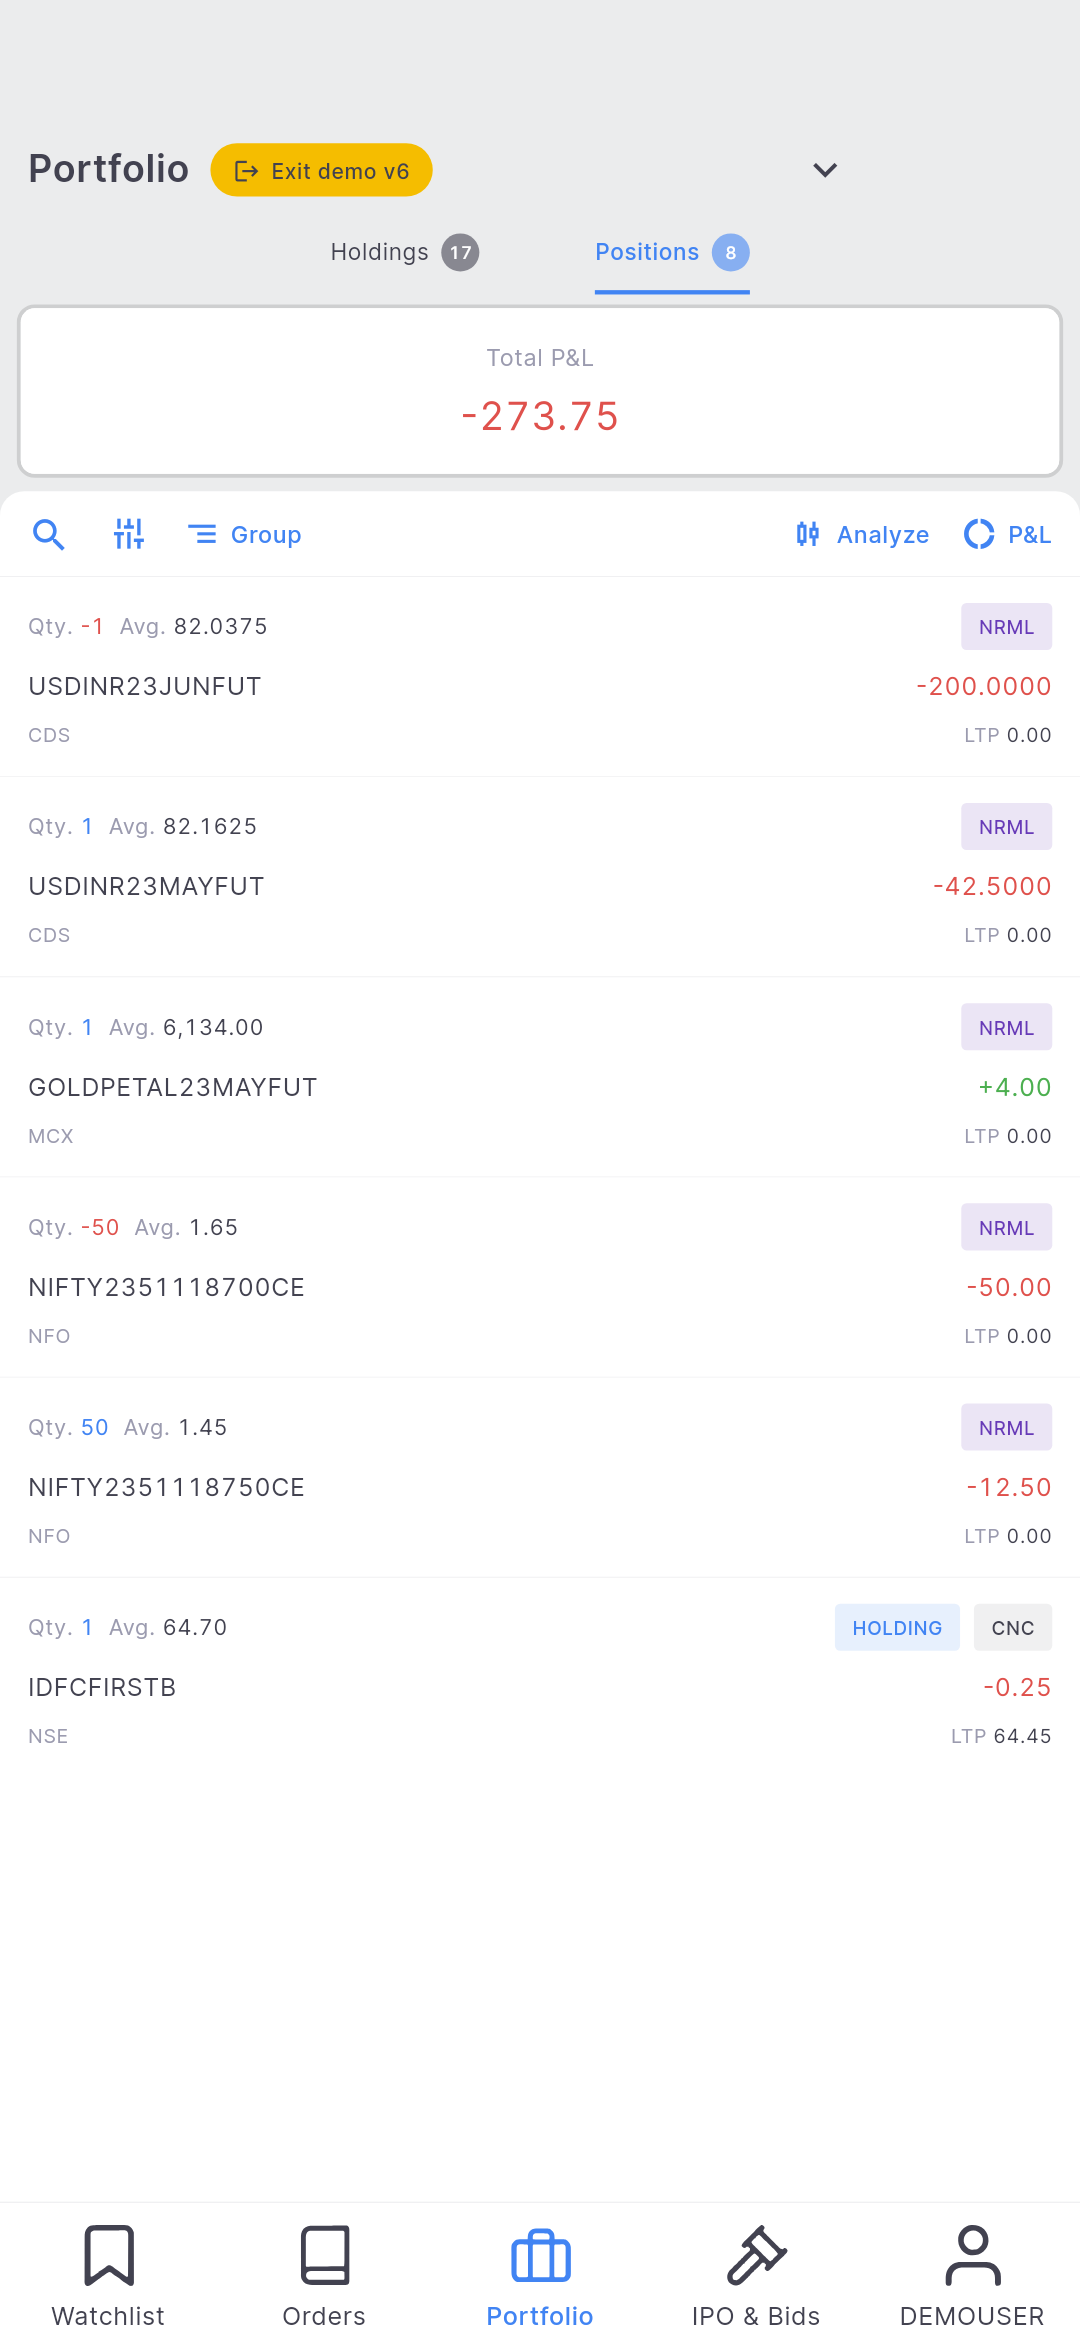 Portfolio Exit demo v6
Holdings 17 Positions 8
Total P&L
-273.75
Group Analyze P&L
Qty. -1 Avg. 82.0375 NRML
USDINR23JUNFUT -200.0000
CDS LTP 0.00
Qty. 1 Avg. 82.1625 NRML
USDINR23MAYFUT -42.5000
CDS LTP 0.00
Qty. 1 Avg. 6,134.00 NRML
GOLDPETAL23MAYFUT +4.00
MCX LTP 0.00
Qty. -50 Avg. 1.65 NRML
NIFTY2351118700CE -50.00
NFO LTP 0.00
Qty. 50 Avg. 1.45 NRML
NIFTY2351118750CE -12.50
NFO LTP 0.00
Qty. 1 Avg. 64.70 HOLDING CNC
IDFCFIRSTB -0.25
NSE LTP 64.45
Watchlist Orders Portfolio IPO & Bids DEMOUSER